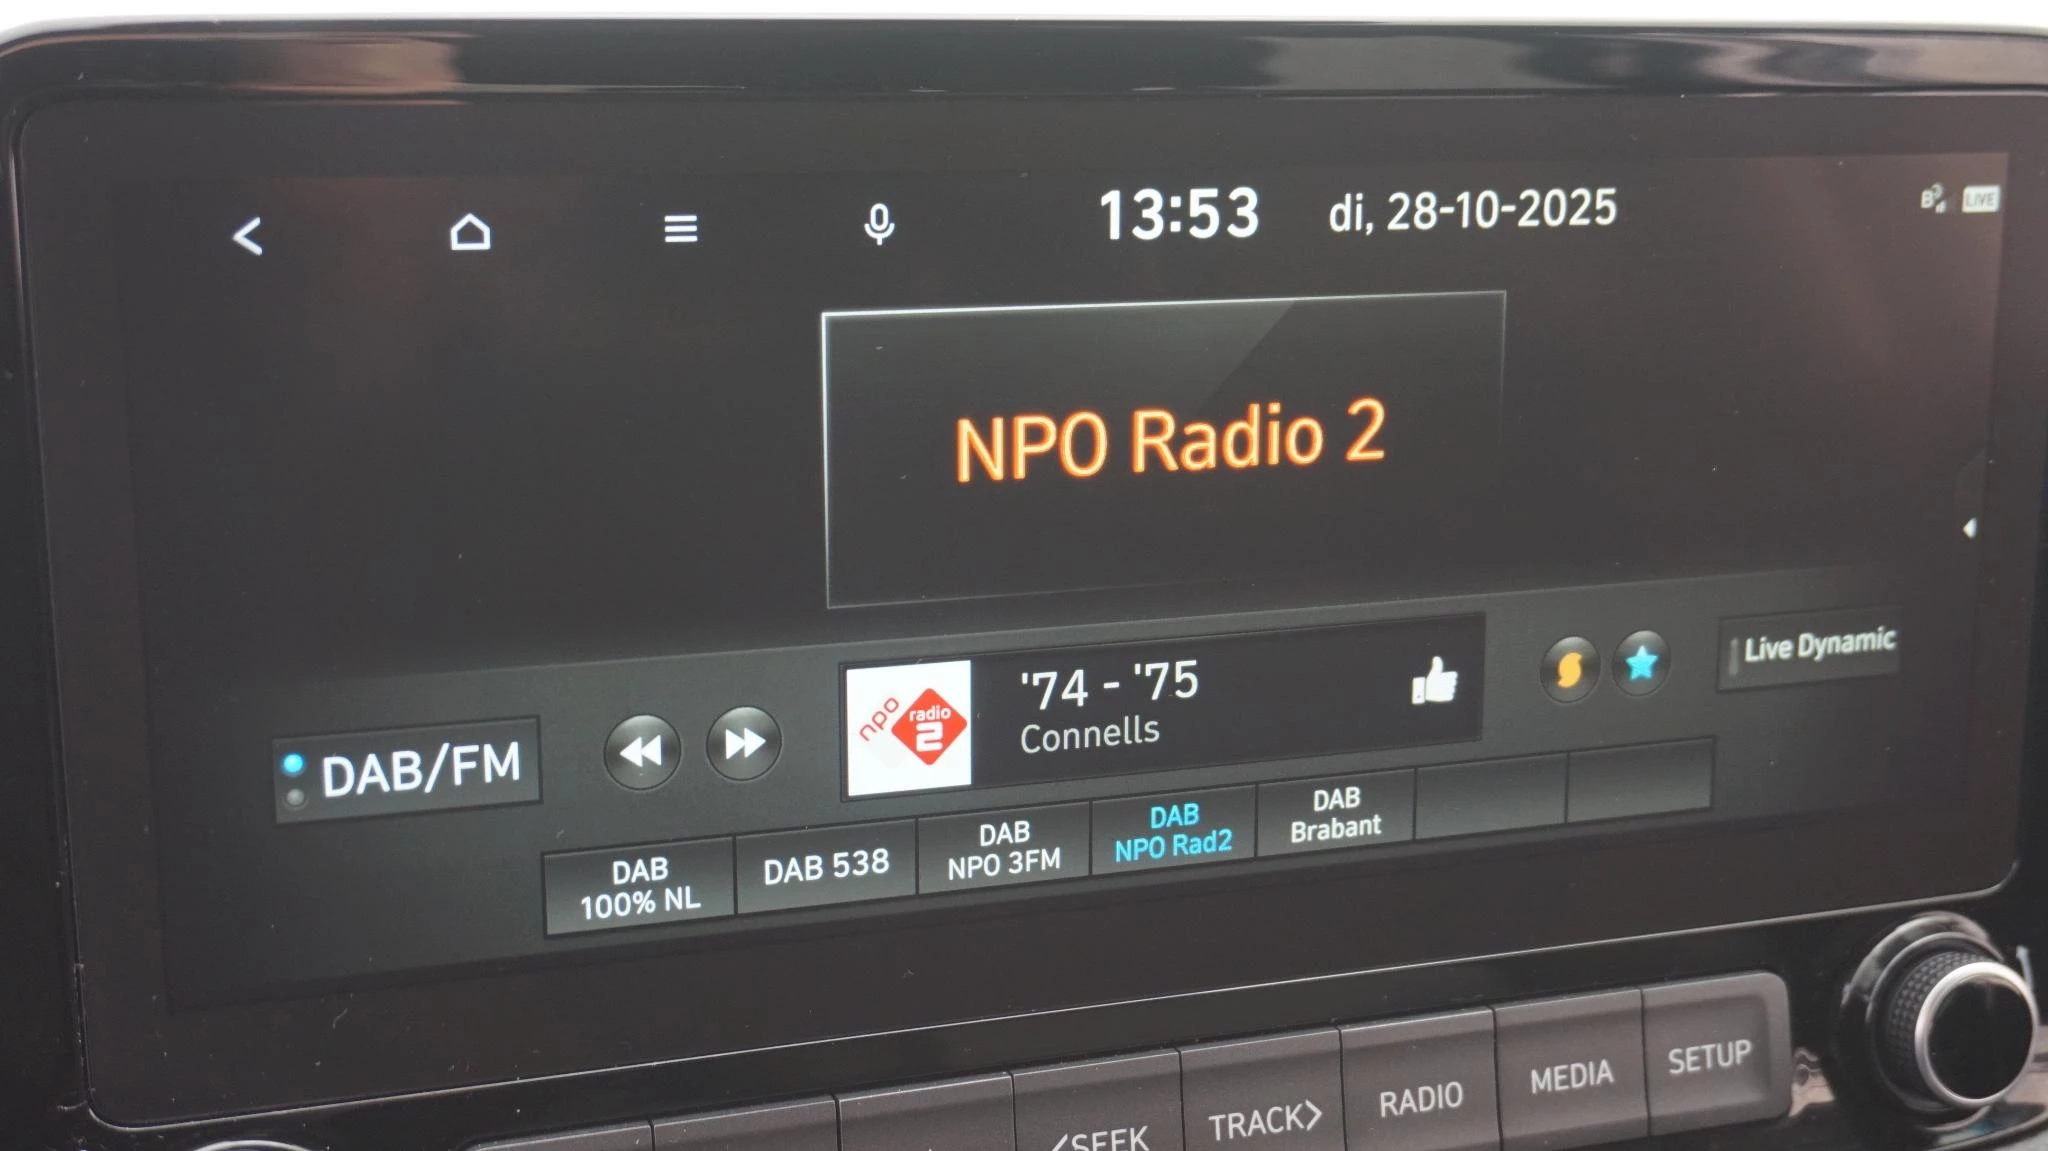 13:53 di, 28-10-2025
LIVE
NPO Radio 2
Live Dynamic
npo radio 2
'74 - '75
Connells
DAB/FM
DAB
100% NL
DAB 538
DAB
NPO 3FM
DAB
NPO Rad2
DAB
Brabant
<SEEK
TRACK>
RADIO
MEDIA
SETUP